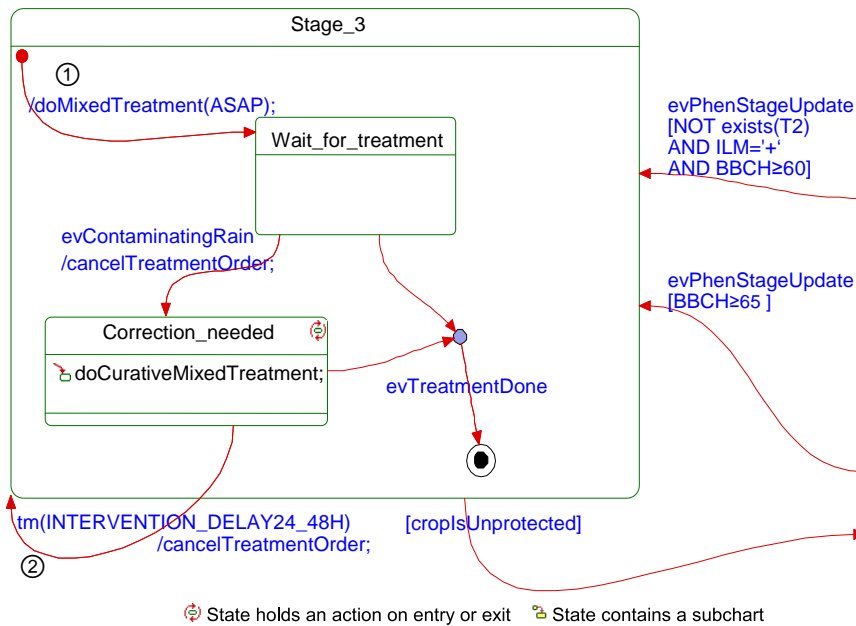 Stage_3
①
/doMixedTreatment(ASAP);
Wait_for_treatment
evPhenStageUpdate
[NOT exists(T2)
AND ILM='+‘
AND BBCH≥60]
evContaminatingRain
/cancelTreatmentOrder;
evPhenStageUpdate
[BBCH≥65 ]
Correction_needed
doCurativeMixedTreatment;
evTreatmentDone
tm(INTERVENTION_DELAY24_48H)
/cancelTreatmentOrder;
[cropIsUnprotected]
②
State holds an action on entry or exit
State contains a subchart